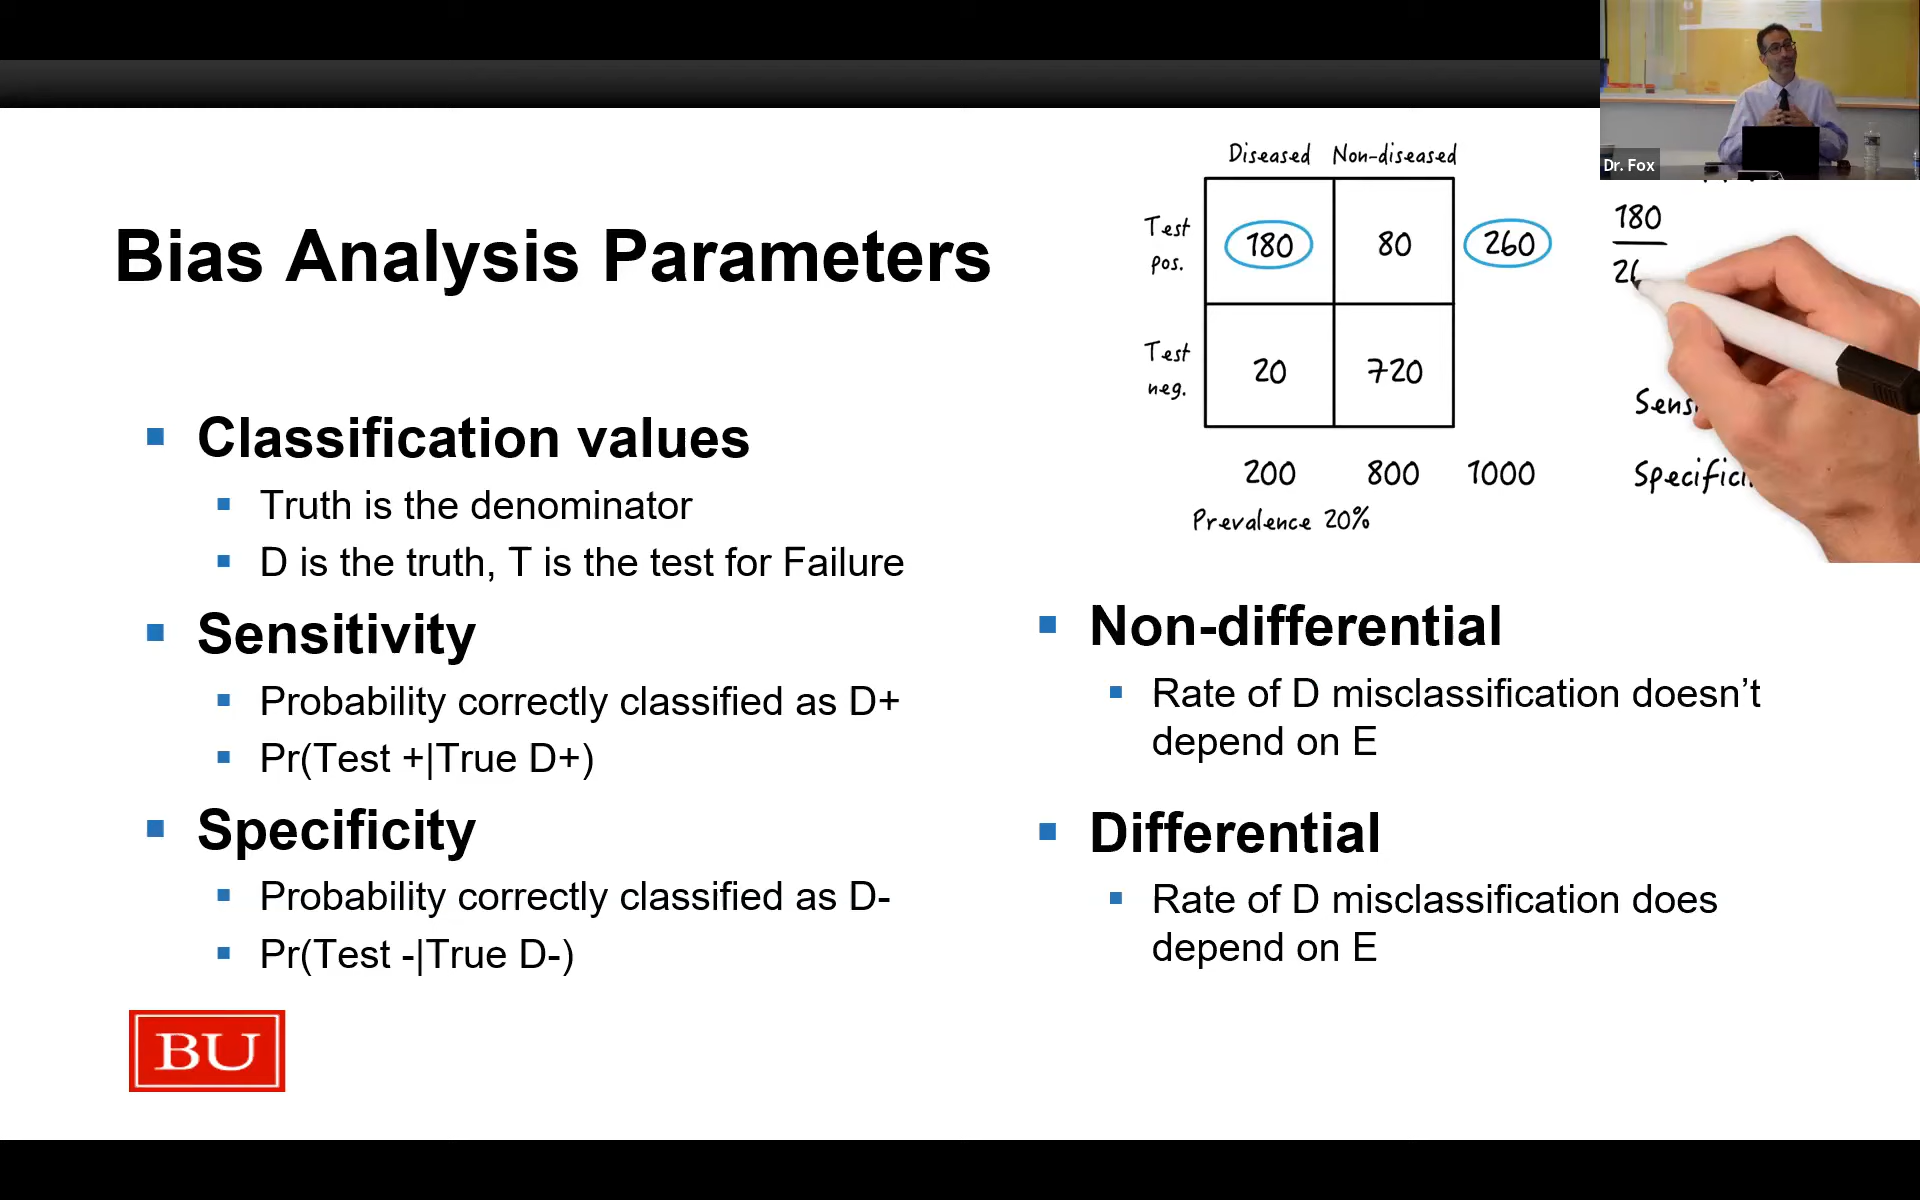 Dr. Fox
Bias Analysis Parameters
Classification values
Truth is the denominator
D is the truth, T is the test for Failure
Sensitivity
Probability correctly classified as D+
Pr(Test +|True D+)
Specificity
Probability correctly classified as D-
Pr(Test -|True D-)
BU
Diseased Non-diseased
Test pos. 180 80 260
Test neg. 20 720
200 800 1000
Prevalence 20%
180
Non-differential
Rate of D misclassification doesn’t
depend on E
Differential
Rate of D misclassification does
depend on E